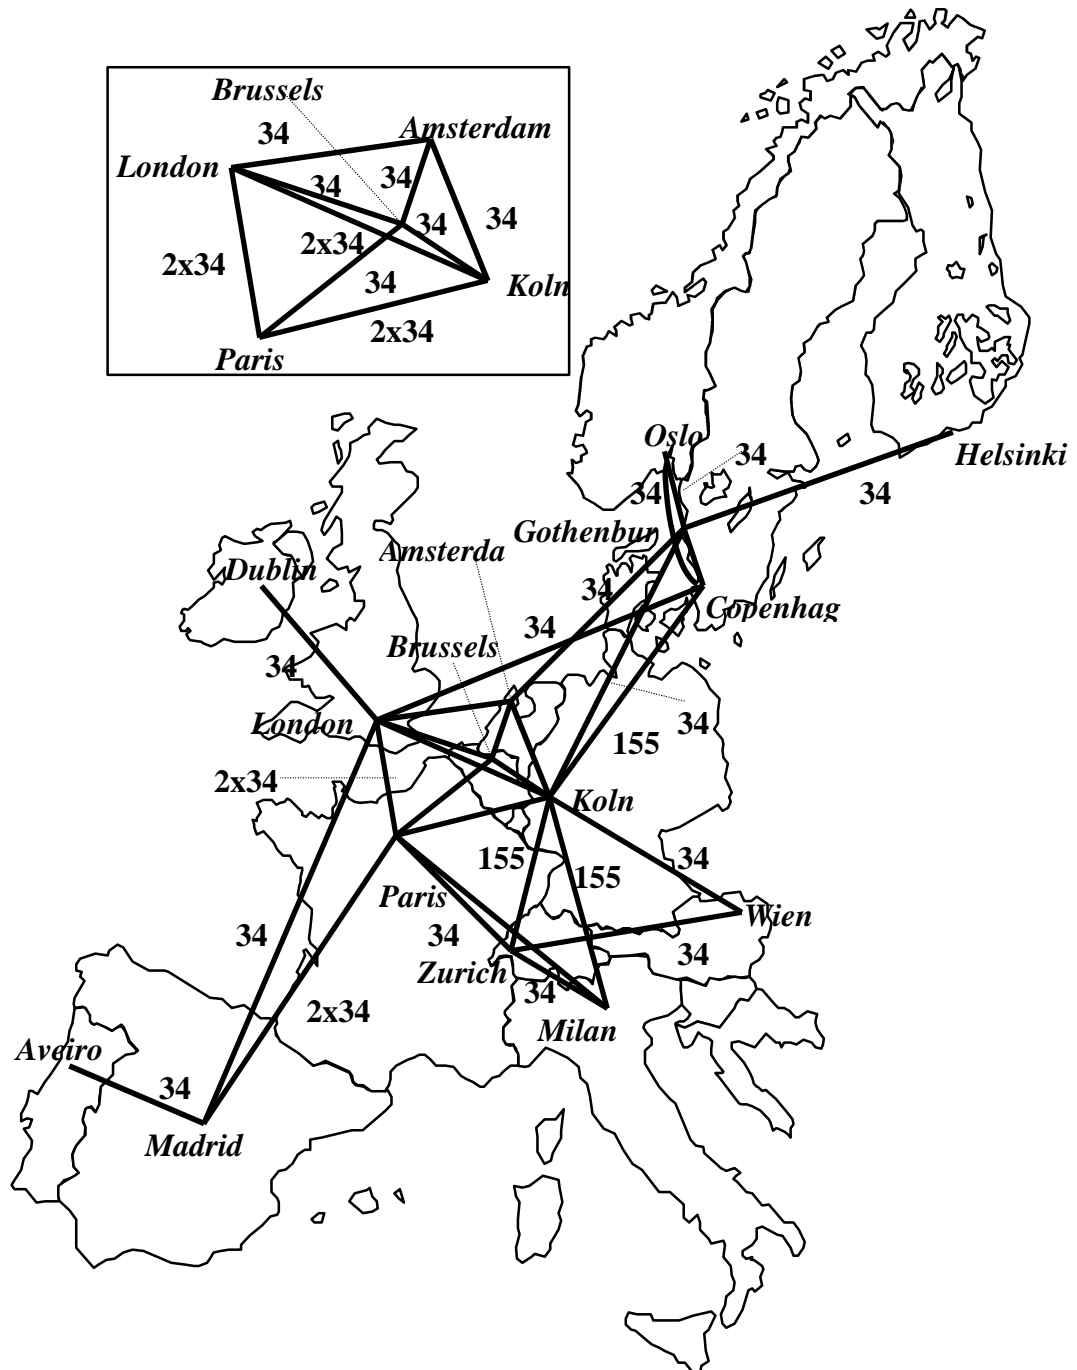 Brussels
34
Amsterdam
London
34
34
34
34
2x34
2x34
34
Koln
2x34
Paris
Oslo
34
Helsinki
34
34
Gothenbur
Amsterda
Dublin
34
Copenhag
34
Brussels
34
London
34
155
2x34
Koln
155
34
155
Paris
Wien
34
34
34
Zurich
34
2x34
Milan
Aveiro
34
Madrid